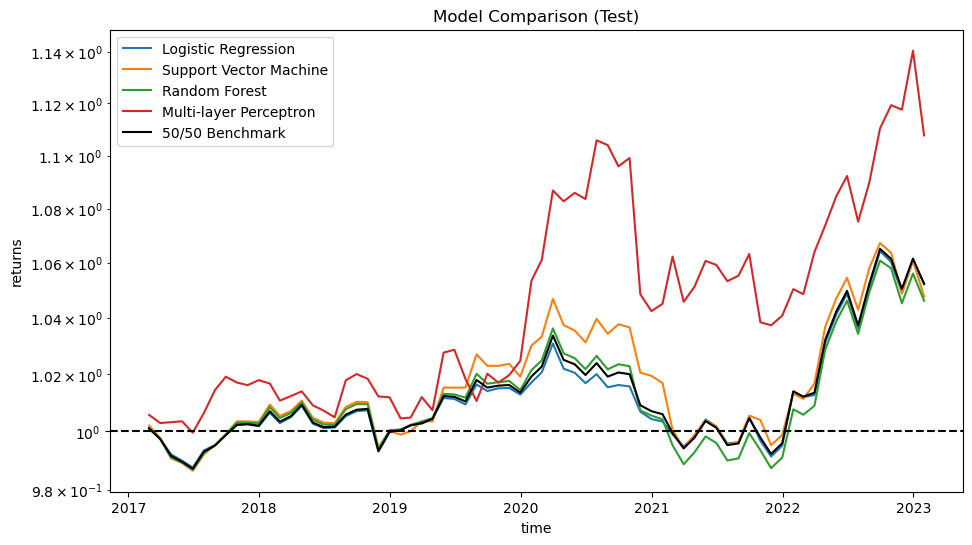 Model Comparison (Test)
Logistic Regression
Support Vector Machine
Random Forest
Multi-layer Perceptron
50/50 Benchmark
1.14 × 10⁰
1.12 × 10⁰
1.1 × 10⁰
1.08 × 10⁰
1.06 × 10⁰
1.04 × 10⁰
1.02 × 10⁰
10⁰
9.8 × 10⁻¹
returns
2017 2018 2019 2020 2021 2022 2023
time